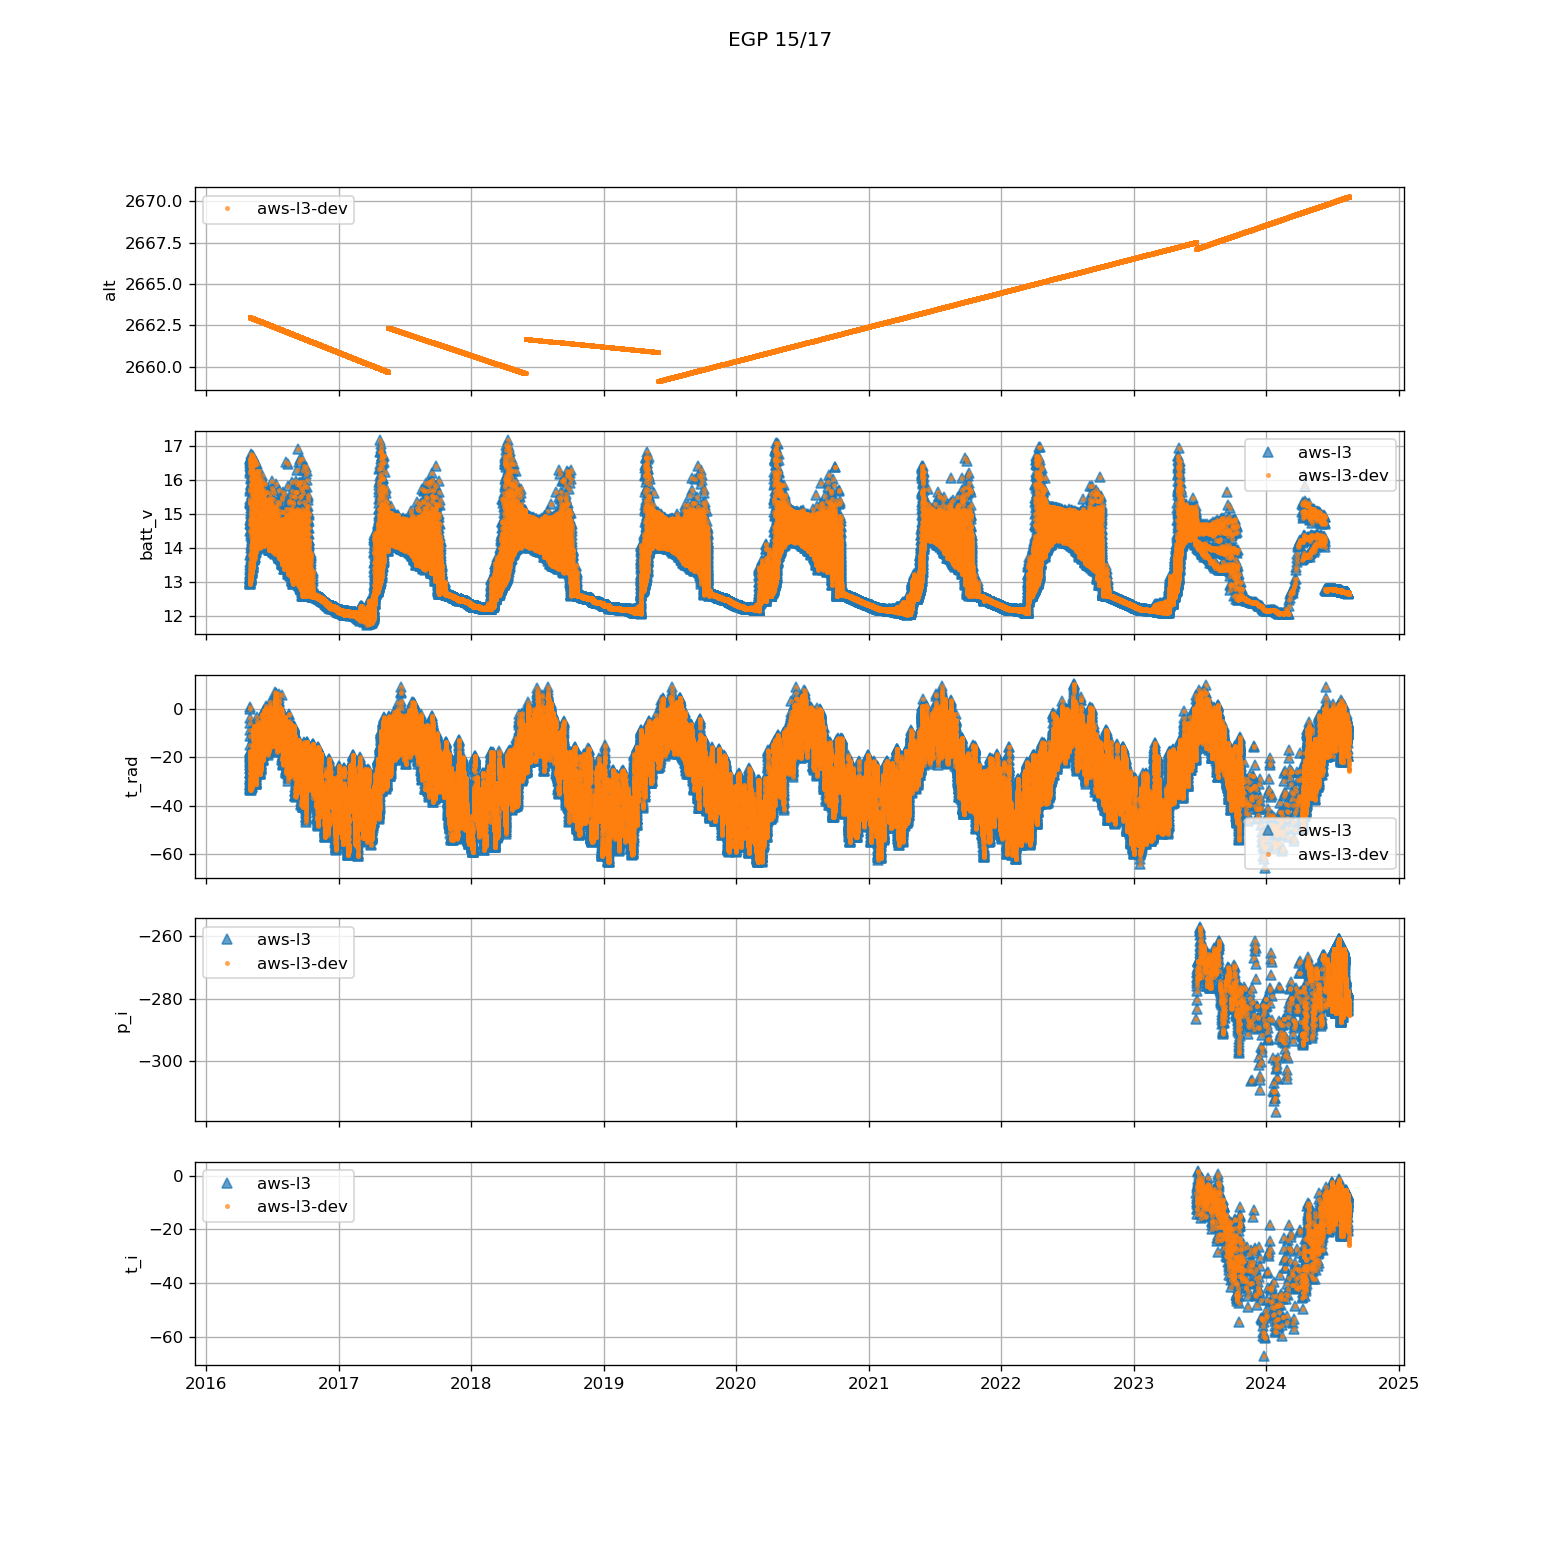 EGP 15/17
2670.0
2667.5
2665.0
2662.5
2660.0
alt
aws-l3-dev
17
16
15
14
13
12
batt_v
aws-l3
aws-l3-dev
0
−20
−40
−60
t_rad
aws-l3
aws-l3-dev
−260
−280
−300
p_i
aws-l3
aws-l3-dev
0
−20
−40
−60
t_i
aws-l3
aws-l3-dev
2016 2017 2018 2019 2020 2021 2022 2023 2024 2025